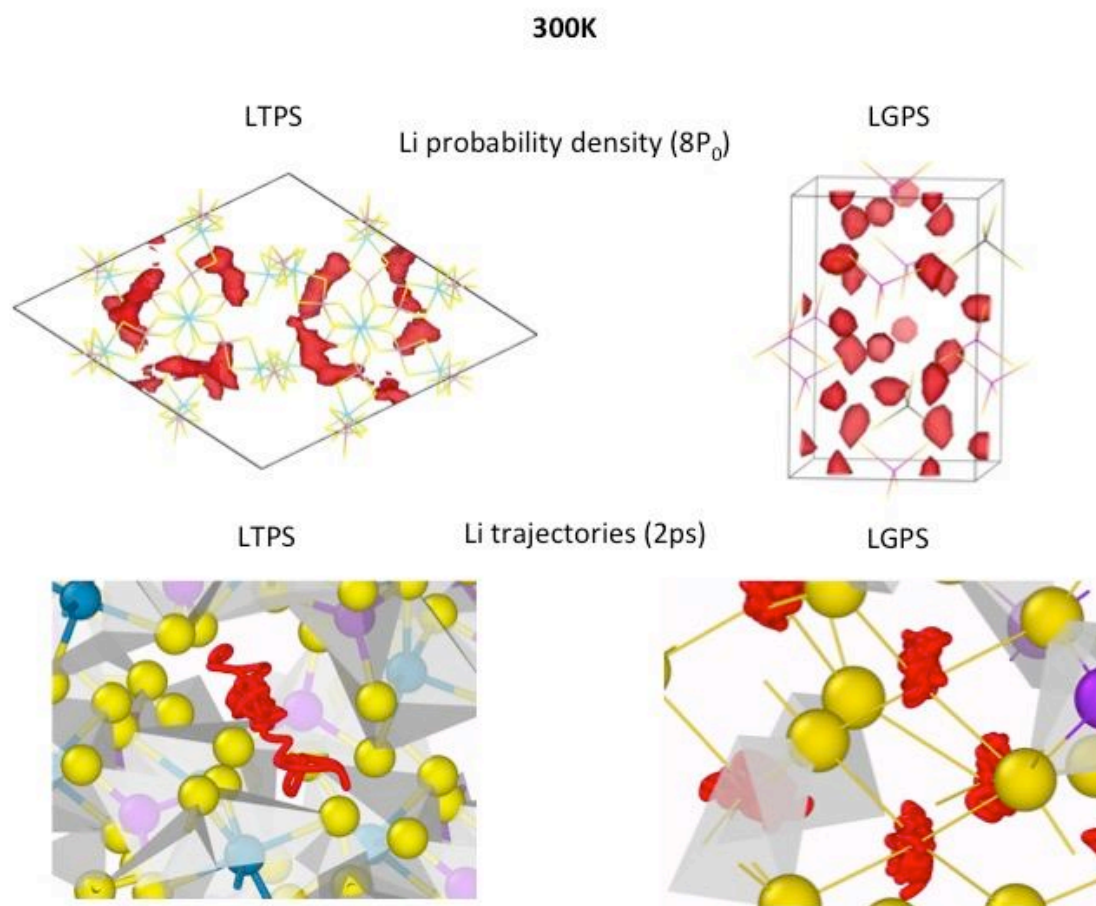 300K
LTPS
LGPS
Li probability density (8P₀)
LTPS
Li trajectories (2ps)
LGPS